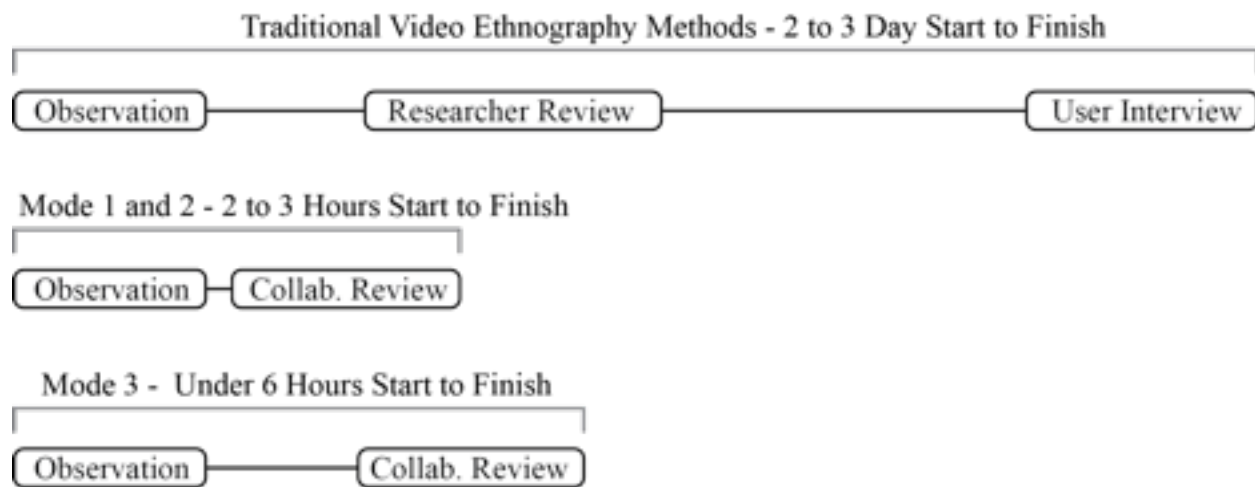 Traditional Video Ethnography Methods - 2 to 3 Day Start to Finish
Observation Researcher Review User Interview
Mode 1 and 2 - 2 to 3 Hours Start to Finish
Observation Collab. Review
Mode 3 - Under 6 Hours Start to Finish
Observation Collab. Review